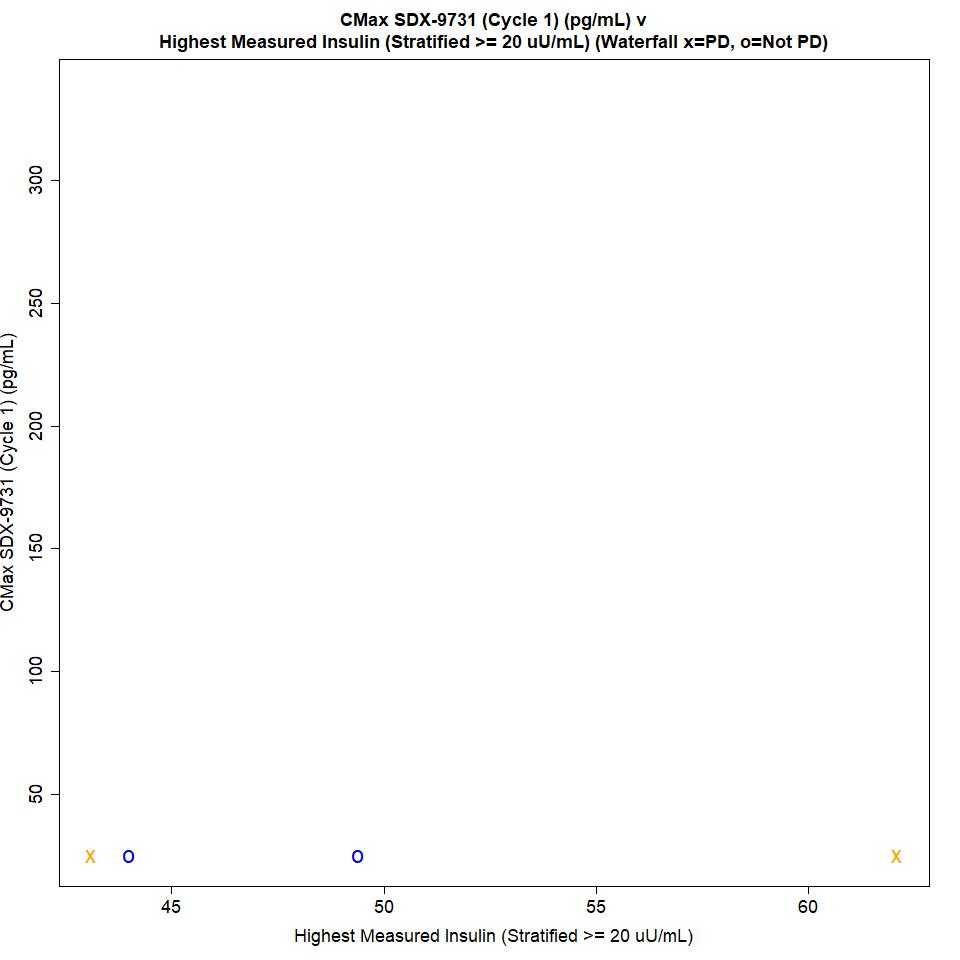 CMax SDX-9731 (Cycle 1) (pg/mL) v
Highest Measured Insulin (Stratified >= 20 uU/mL) (Waterfall x=PD, o=Not PD)
CMax SDX-9731 (Cycle 1) (pg/mL)
300
250
200
150
100
50
X O O X
45 50 55 60
Highest Measured Insulin (Stratified >= 20 uU/mL)